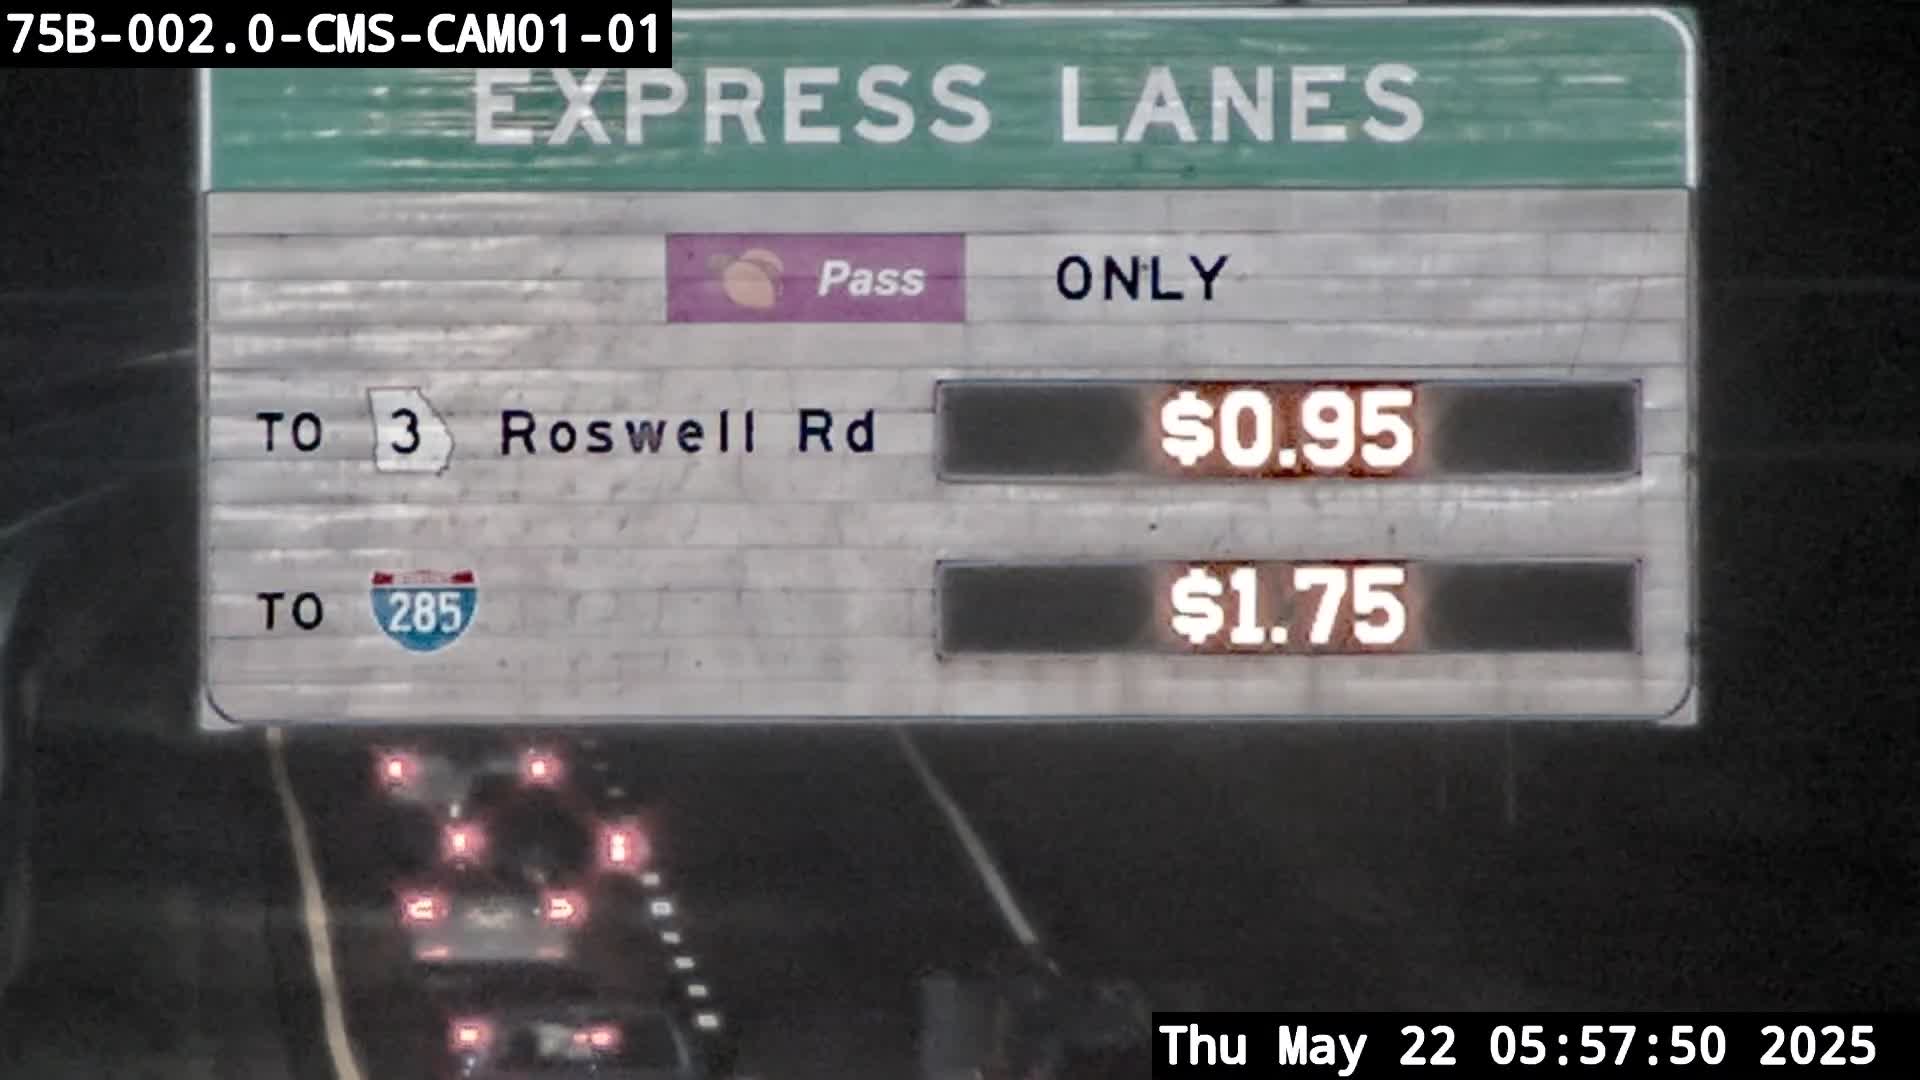 75B-002.0-CMS-CAM01-01
EXPRESS LANES
Pass ONLY
TO 3 Roswell Rd $0.95
TO 285 $1.75
Thu May 22 05:57:50 2025